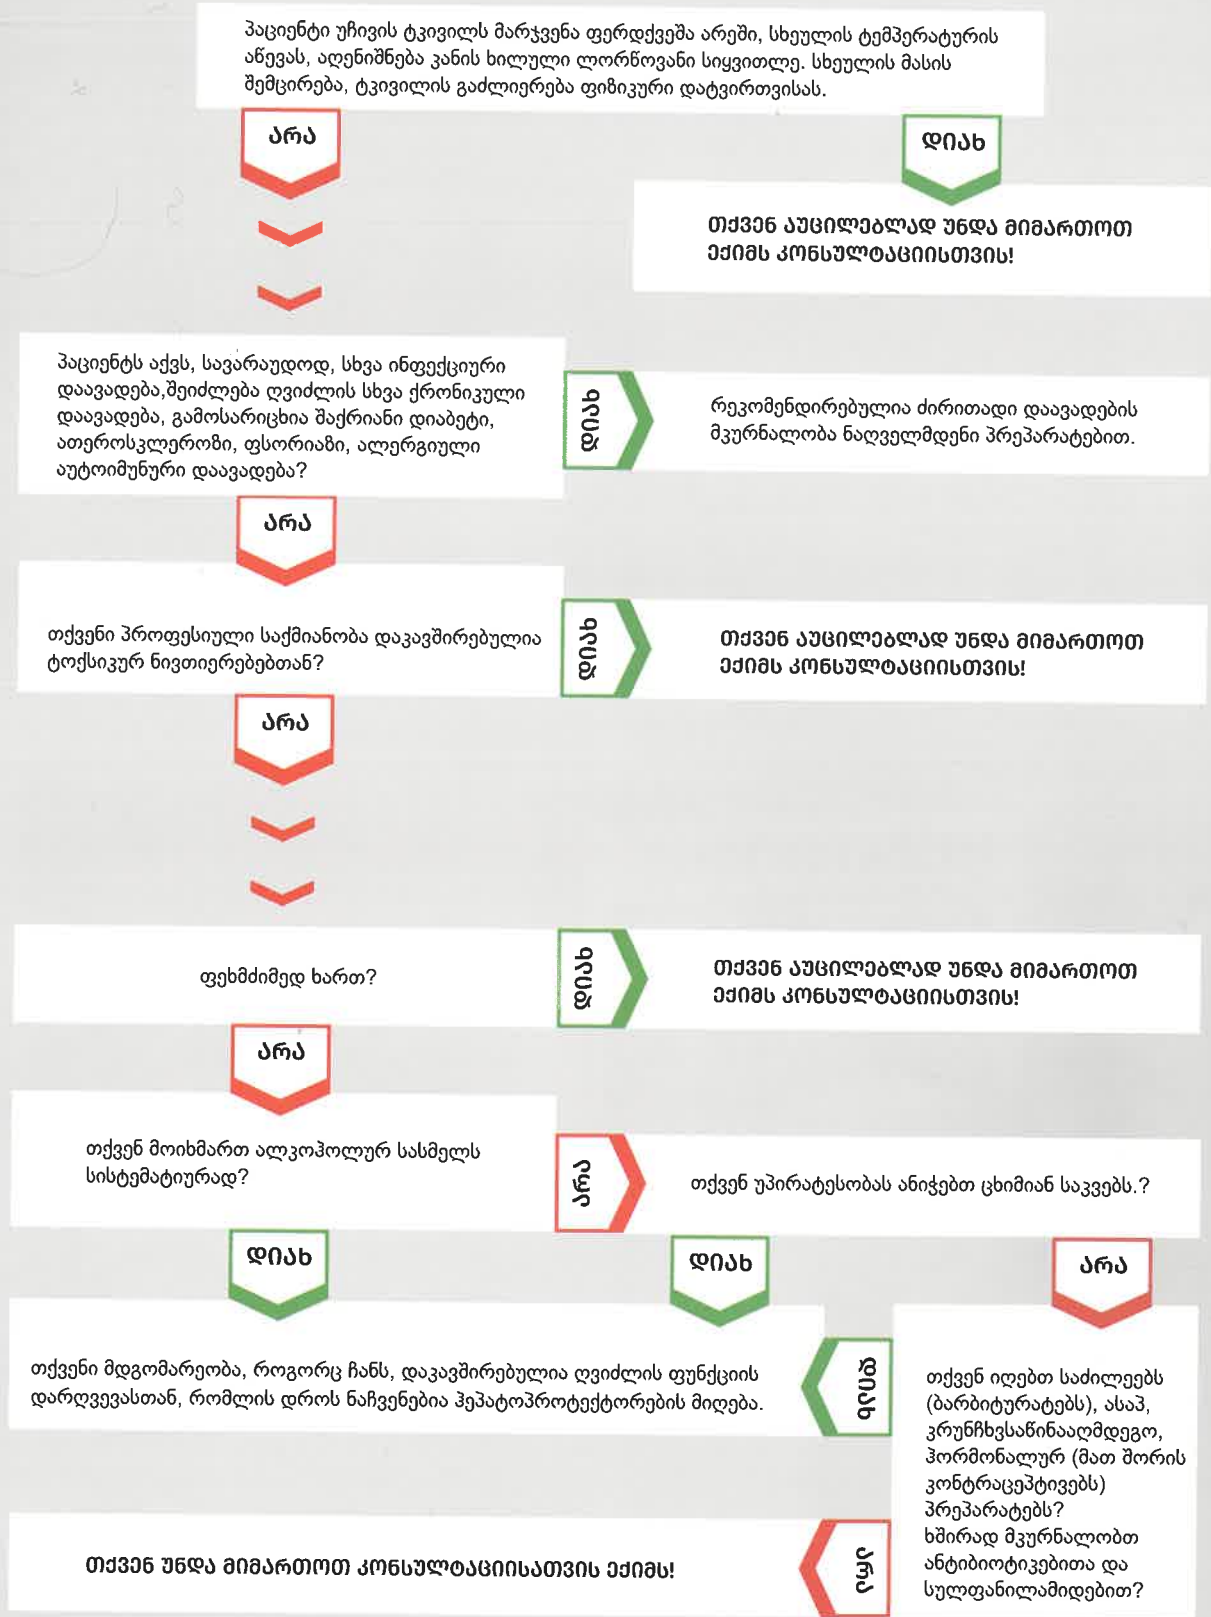 პაციენტი უჩივის ტკივილს მარჯვენა ფერდქვეშა არეში, სხეულის ტემპერატურის
აწევას, აღენიშნება კანის ხილული ლორწოვანი სიყვითლე. სხეულის მასის
შემცირება, ტკივილის გაძლიერება ფიზიკური დატვირთვისას.
არა
დიახ
თქვენ აუცილებლად უნდა მიმართოთ
ექიმს კონსულტაციისთვის!
პაციენტს აქვს, სავარაუდოდ, სხვა ინფექციური
დაავადება,შეიძლება ღვიძლის სხვა ქრონიკული
დაავადება, გამოსარიცხია შაქრიანი დიაბეტი,
ათეროსკლეროზი, ფსორიაზი, ალერგიული
აუტოიმუნური დაავადება?
დიახ
რეკომენდირებულია ძირითადი დაავადების
მკურნალობა ნაღველმდენი პრეპარატებით.
არა
თქვენი პროფესიული საქმიანობა დაკავშირებულია
ტოქსიკურ ნივთიერებებთან?
დიახ
თქვენ აუცილებლად უნდა მიმართოთ
ექიმს კონსულტაციისთვის!
არა
ფეხმძიმედ ხართ?
დიახ
თქვენ აუცილებლად უნდა მიმართოთ
ექიმს კონსულტაციისთვის!
არა
თქვენ მოიხმართ ალკოჰოლურ სასმელს
სისტემატიურად?
არა
თქვენ უპირატესობას ანიჭებთ ცხიმიან საკვებს.?
დიახ
დიახ
არა
თქვენი მდგომარეობა, როგორც ჩანს, დაკავშირებულია ღვიძლის ფუნქციის
დარღვევასთან, რომლის დროს ნაჩვენებია ჰეპატოპროტექტორების მიღება.
დიახ
თქვენ იღებთ საძილეებს
(ბარბიტურატებს), ასაპ,
კრუნჩხვსაწინააღმდეგო,
ჰორმონალურ (მათ შორის
კონტრაცეპტივებს)
პრეპარატებს?
ხშირად მკურნალობთ
ანტიბიოტიკებითა და
სულფანილამიდებით?
არა
თქვენ უნდა მიმართოთ კონსულტაციისათვის ექიმს!